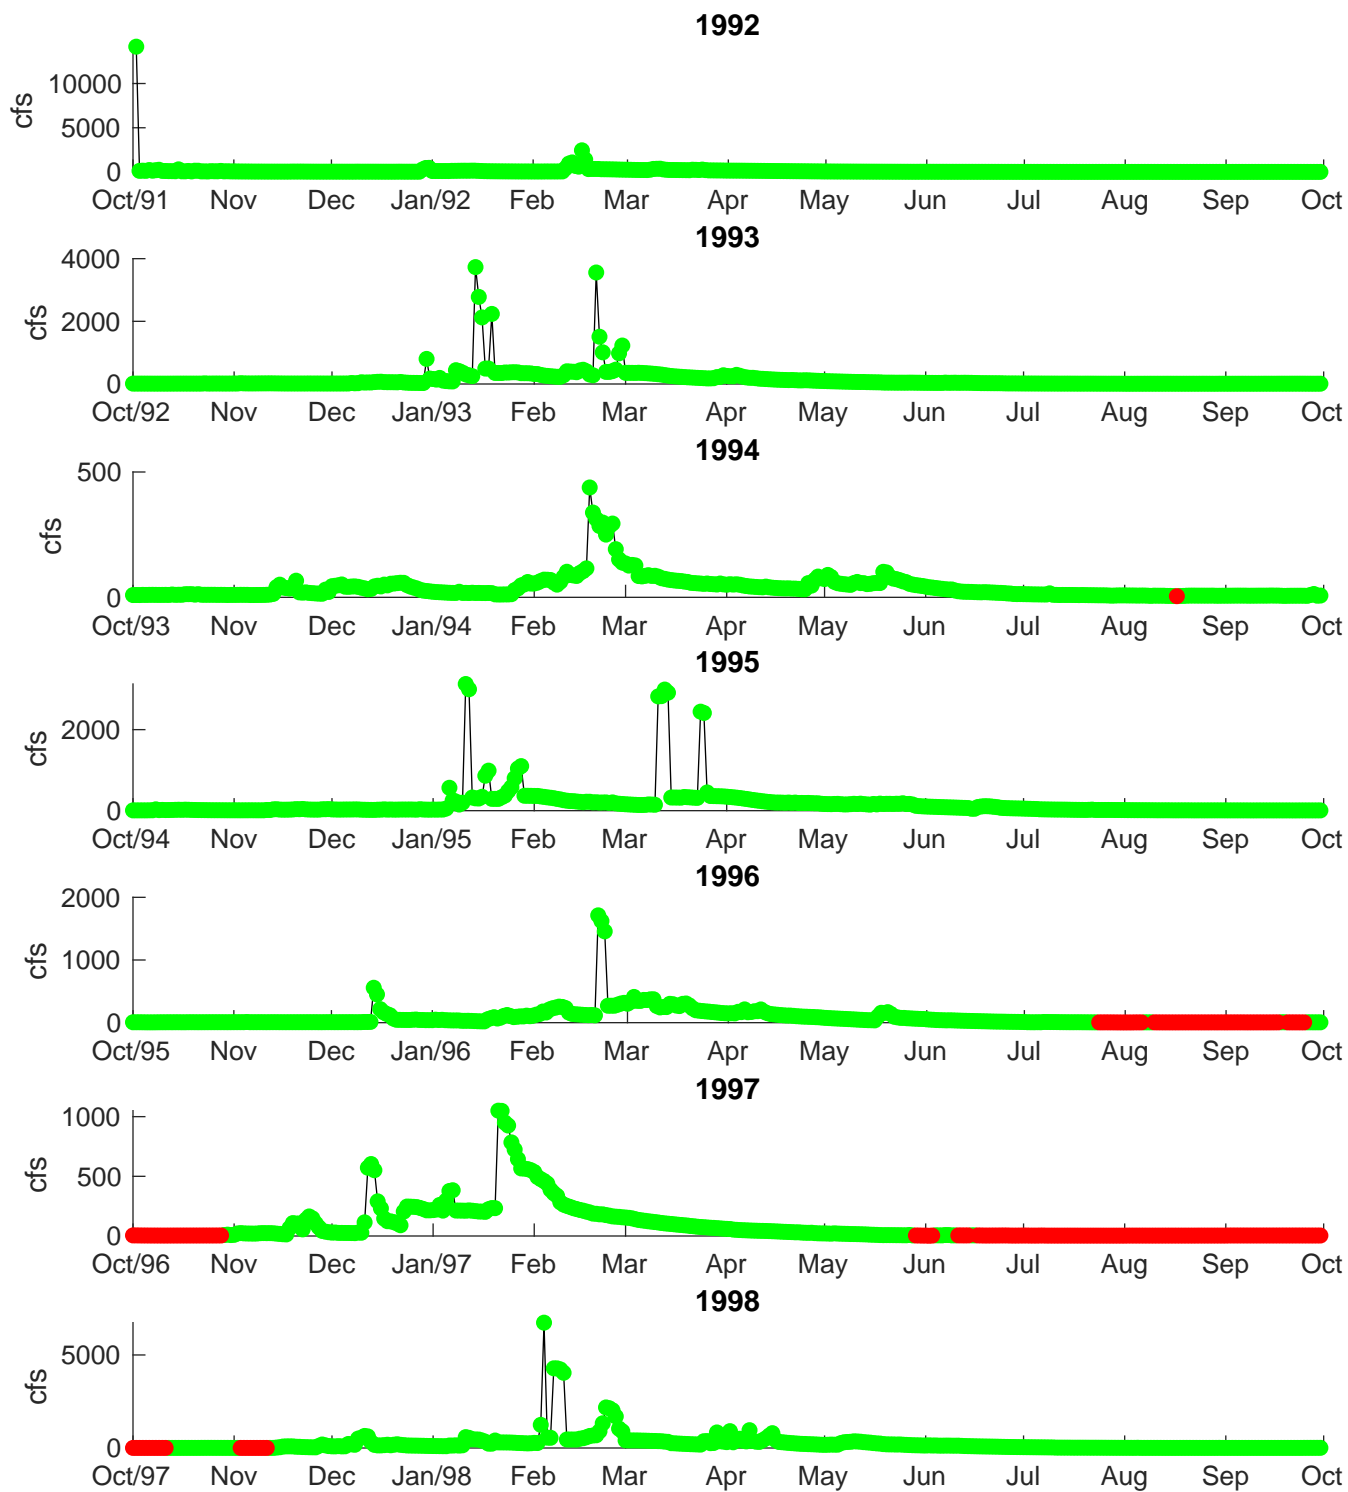 1992
cfs
10000
5000
0
Oct/91 Nov Dec Jan/92 Feb Mar Apr May Jun Jul Aug Sep Oct
1993
cfs
4000
2000
0
Oct/92 Nov Dec Jan/93 Feb Mar Apr May Jun Jul Aug Sep Oct
1994
cfs
500
0
Oct/93 Nov Dec Jan/94 Feb Mar Apr May Jun Jul Aug Sep Oct
1995
cfs
2000
0
Oct/94 Nov Dec Jan/95 Feb Mar Apr May Jun Jul Aug Sep Oct
1996
cfs
2000
1000
0
Oct/95 Nov Dec Jan/96 Feb Mar Apr May Jun Jul Aug Sep Oct
1997
cfs
1000
500
0
Oct/96 Nov Dec Jan/97 Feb Mar Apr May Jun Jul Aug Sep Oct
1998
cfs
5000
0
Oct/97 Nov Dec Jan/98 Feb Mar Apr May Jun Jul Aug Sep Oct